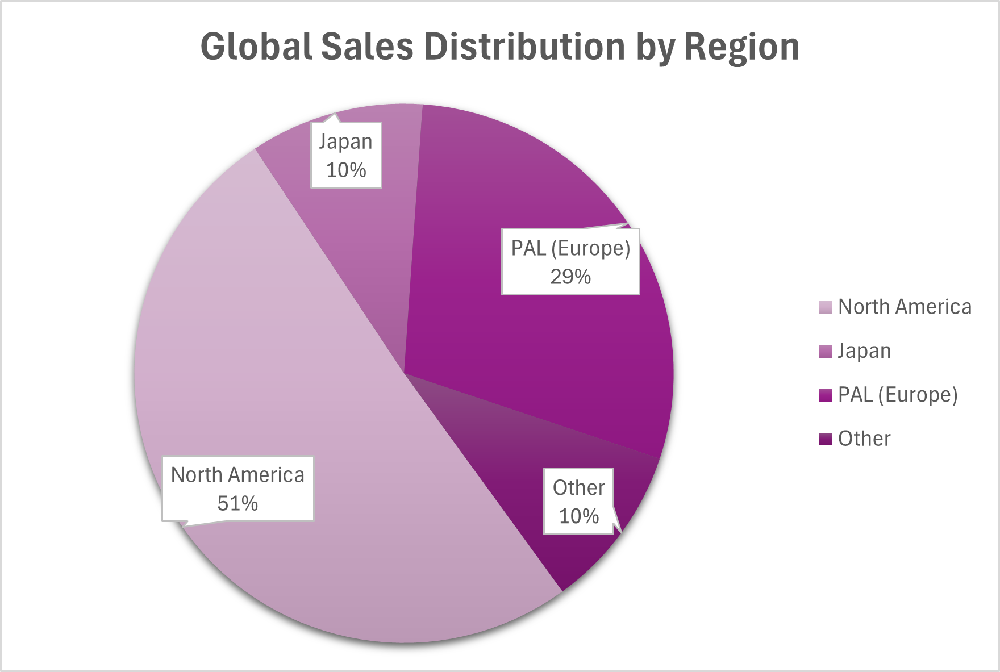 Global Sales Distribution by Region
Japan
10%
PAL (Europe)
29%
North America
51%
Other
10%
North America
Japan
PAL (Europe)
Other